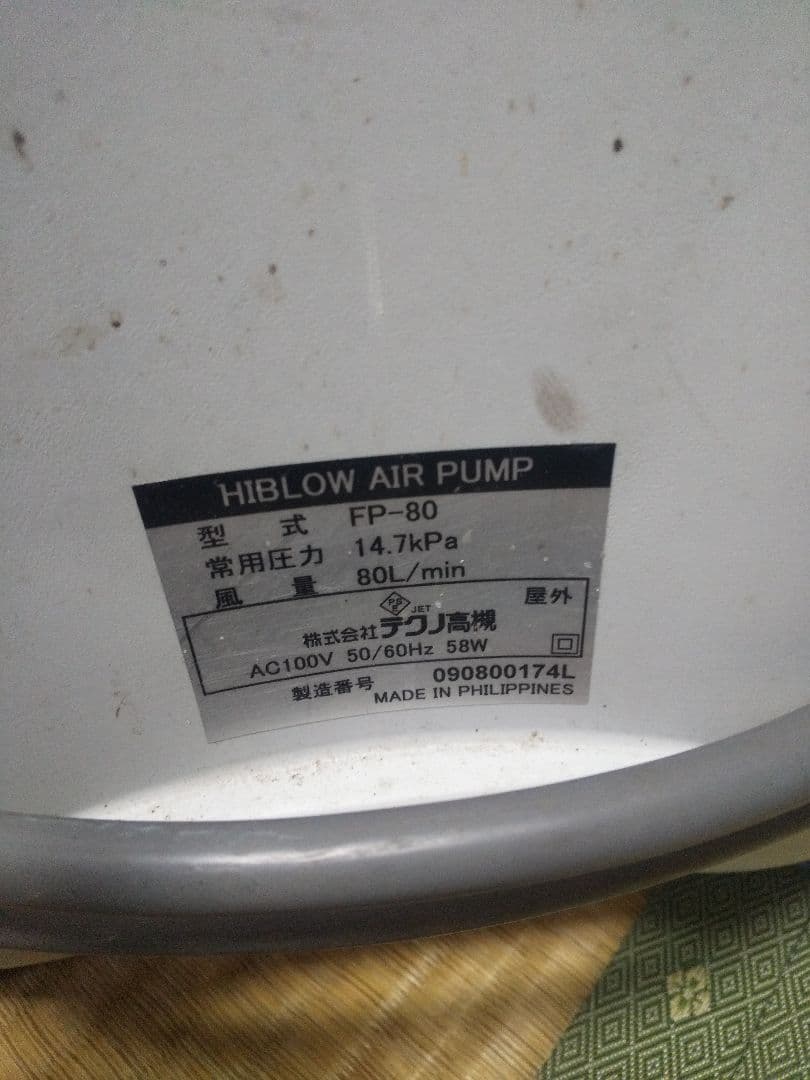 HIBLOW AIR PUMP
型式 FP-80
常用圧力 14.7kPa
風量 80L/min
PSE JET 屋外
株式会社テクノ高槻
AC100V 50/60Hz 58W
製造番号 090800174L
MADE IN PHILIPPINES